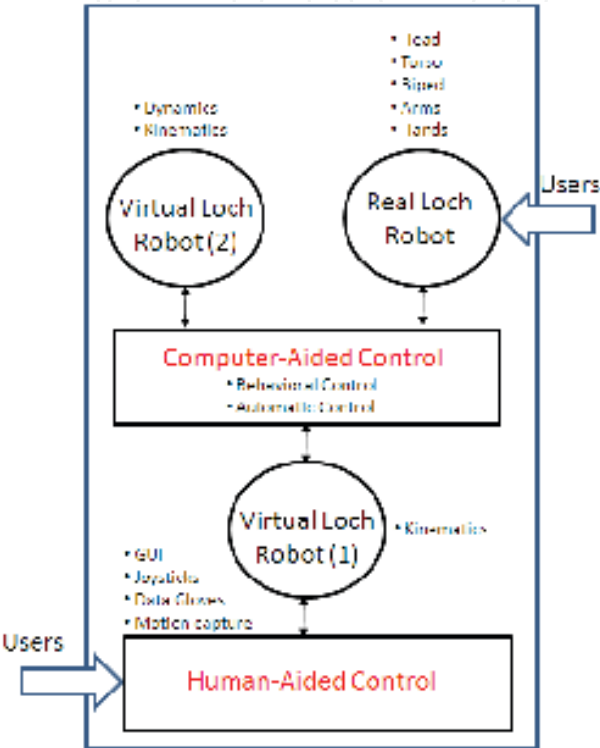 • Head
• Torso
• Biped
• Arms
• Hands
• Dynamics
• Kinematics
Users
Virtual Loch
Robot (2)
Real Loch
Robot
Computer-Aided Control
• Behavioral Control
• Automatic Control
Virtual Loch
Robot (1)
• Kinematics
• GUI
• Joysticks
• Data Gloves
• Motion capture
Users
Human-Aided Control